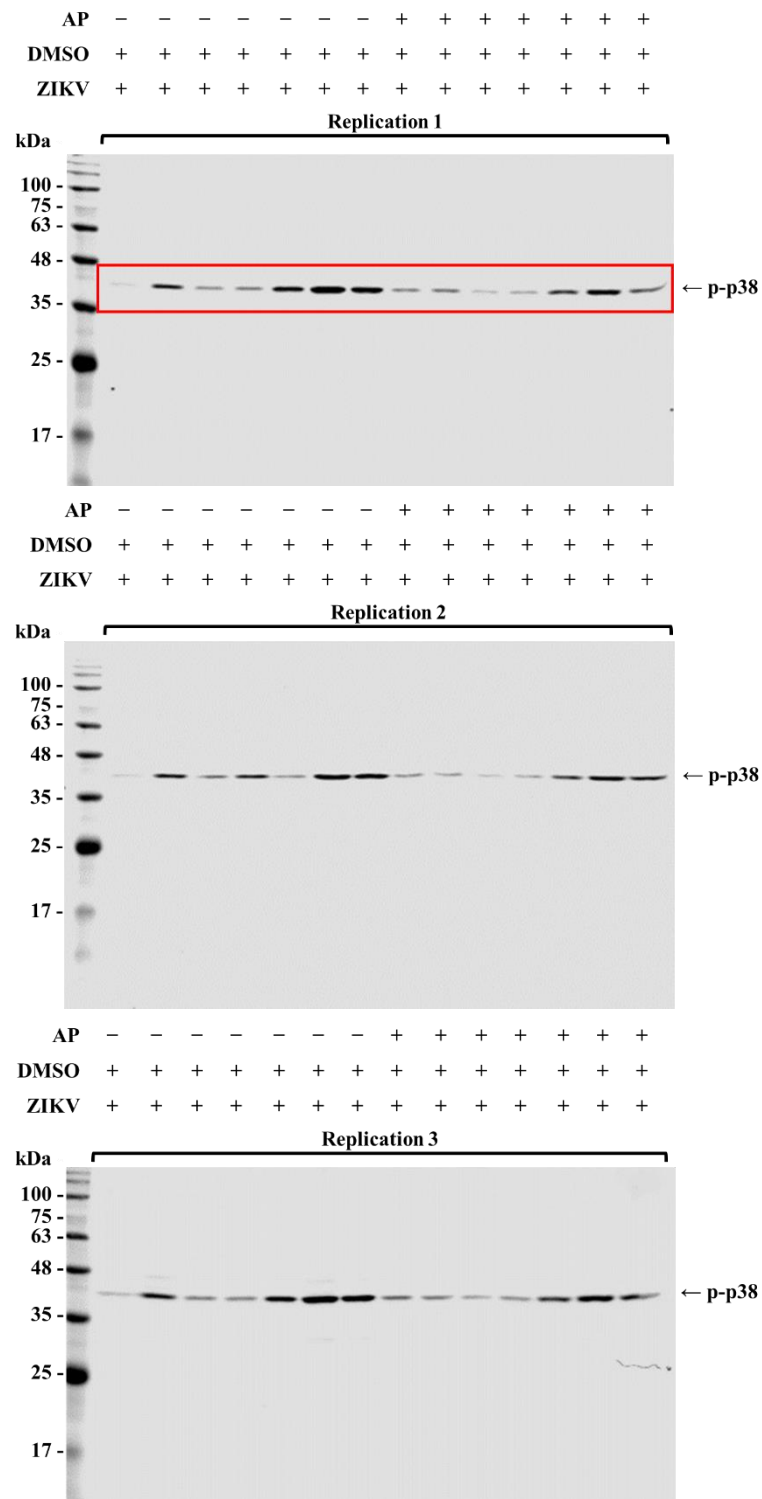 AP – – – – – – – + + + + + + +
DMSO + + + + + + + + + + + + + +
ZIKV + + + + + + + + + + + + + +
Replication 1
kDa
100 -
75 -
63 -
48 -
← p-p38
35 -
25 -
17 -
AP – – – – – – – + + + + + + +
DMSO + + + + + + + + + + + + + +
ZIKV + + + + + + + + + + + + + +
Replication 2
kDa
100 -
75 -
63 -
48 -
← p-p38
35 -
25 -
17 -
AP – – – – – – – + + + + + + +
DMSO + + + + + + + + + + + + + +
ZIKV + + + + + + + + + + + + + +
Replication 3
kDa
100 -
75 -
63 -
48 -
← p-p38
35 -
25 -
17 -